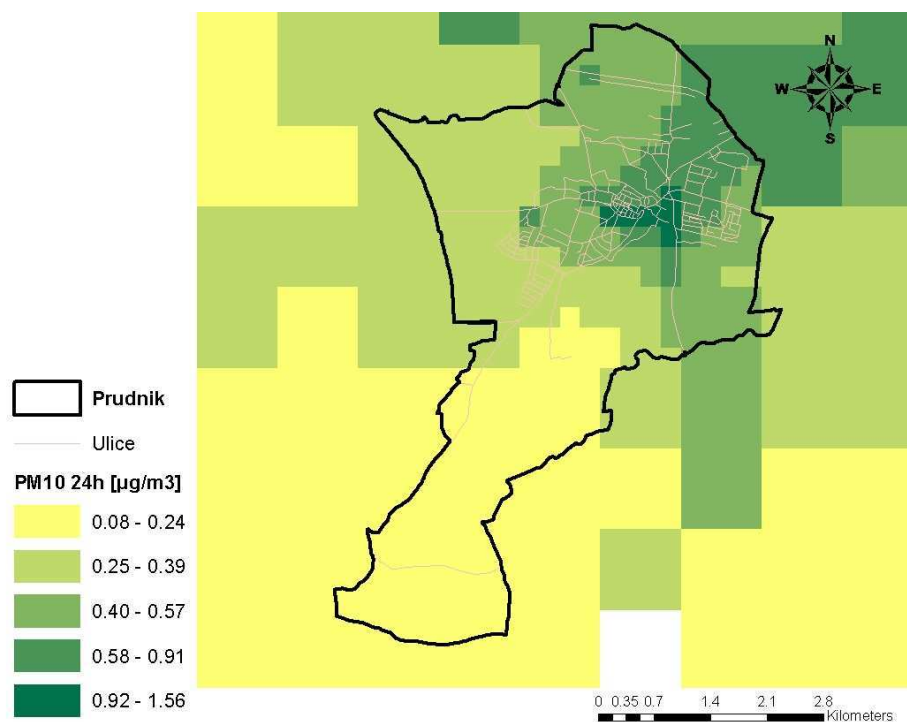 N
W E
S
Prudnik
Ulice
PM10 24h [µg/m3]
0.08 - 0.24
0.25 - 0.39
0.40 - 0.57
0.58 - 0.91
0.92 - 1.56
0 0.35 0.7 1.4 2.1 2.8
Kilometers